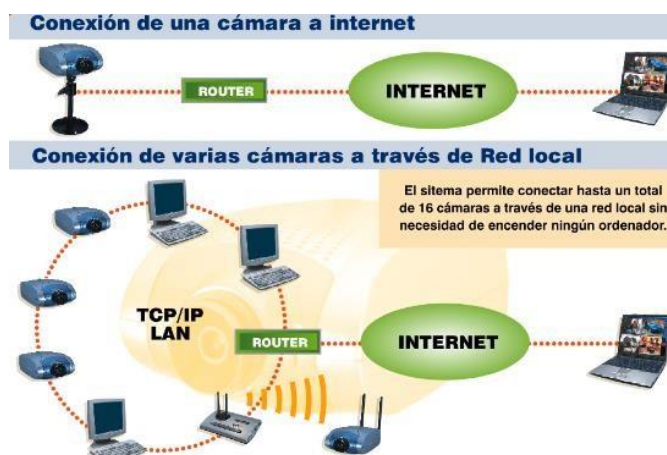 Conexión de una cámara a internet
ROUTER
INTERNET
Conexión de varias cámaras a través de Red local
El sitema permite conectar hasta un total
de 16 cámaras a través de una red local sin
necesidad de encender ningún ordenador.
TCP/IP
LAN
ROUTER
INTERNET